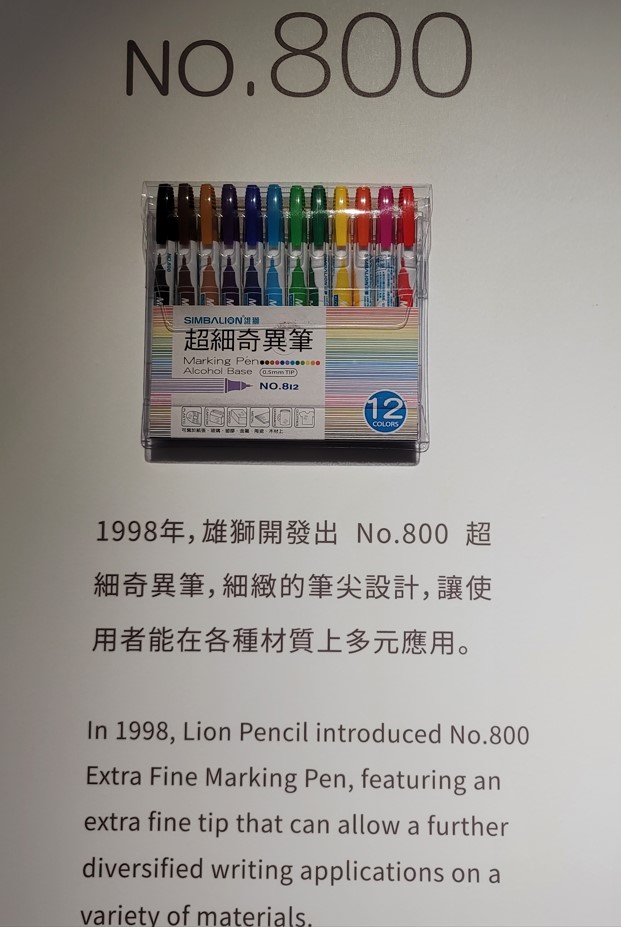 NO.800
SIMBALION 雄獅
超細奇異筆
Marking Pen
Alcohol Base 0.5mm TIP
NO.812
12
COLORS
1998年,雄獅開發出 No.800 超
細奇異筆,細緻的筆尖設計,讓使
用者能在各種材質上多元應用。
In 1998, Lion Pencil introduced No.800
Extra Fine Marking Pen, featuring an
extra fine tip that can allow a further
diversified writing applications on a
variety of materials.